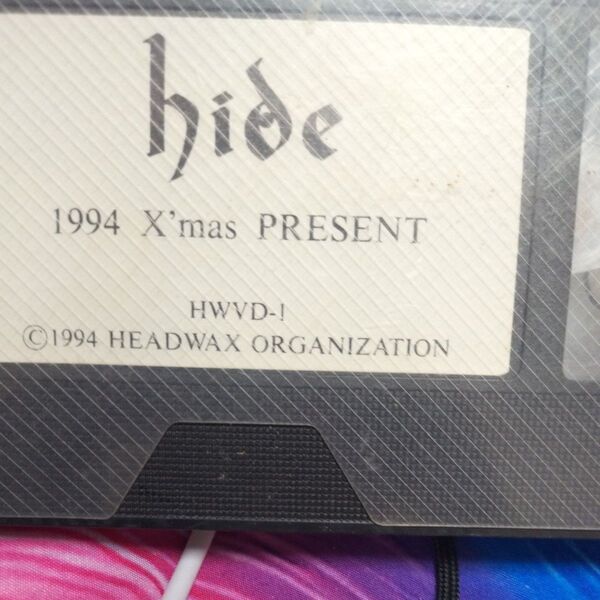 hide
1994 X'mas PRESENT
HWVD-1
©1994 HEADWAX ORGANIZATION